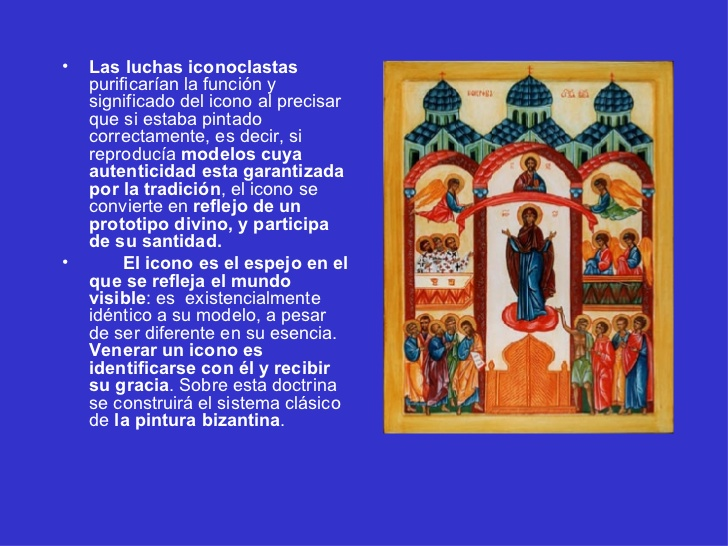 • Las luchas iconoclastas
purificarían la función y
significado del icono al precisar
que si estaba pintado
correctamente, es decir, si
reproducía modelos cuya
autenticidad esta garantizada
por la tradición, el icono se
convierte en reflejo de un
prototipo divino, y participa
de su santidad.
• El icono es el espejo en el
que se refleja el mundo
visible: es existencialmente
idéntico a su modelo, a pesar
de ser diferente en su esencia.
Venerar un icono es
identificarse con él y recibir
su gracia. Sobre esta doctrina
se construirá el sistema clásico
de la pintura bizantina.